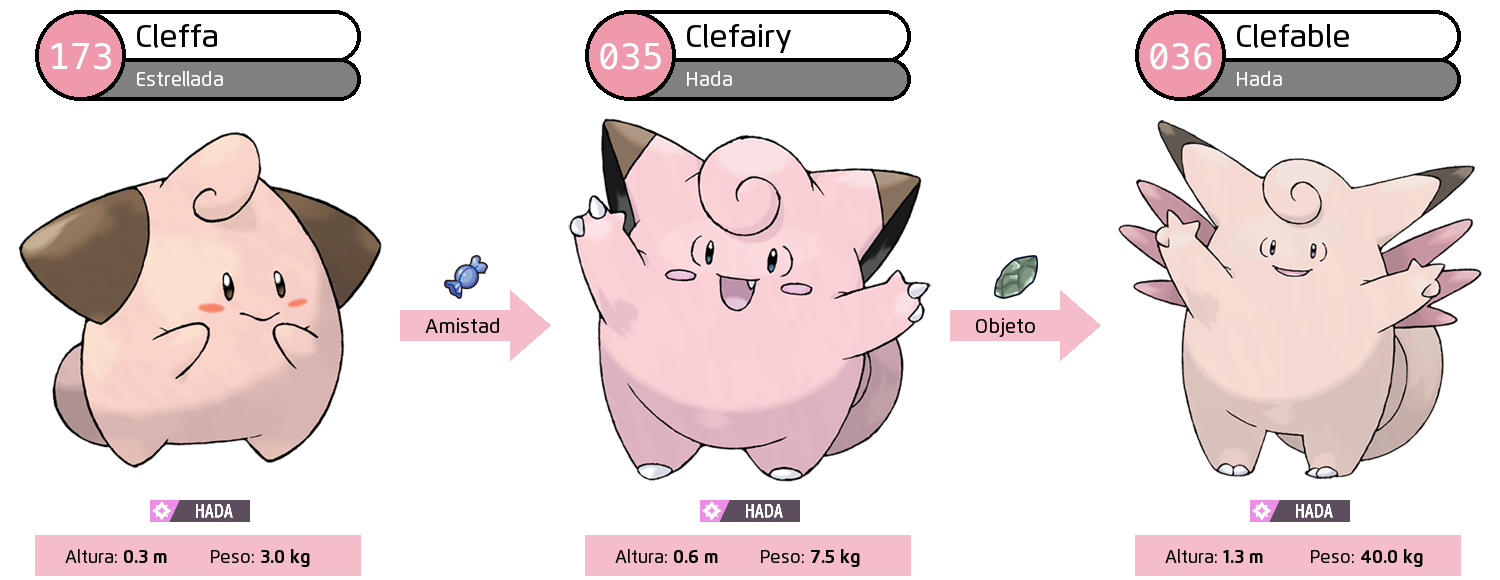 173
Cleffa
Estrellada
035
Clefairy
Hada
036
Clefable
Hada
Amistad
Objeto
HADA
HADA
HADA
Altura: 0.3 m Peso: 3.0 kg
Altura: 0.6 m Peso: 7.5 kg
Altura: 1.3 m Peso: 40.0 kg